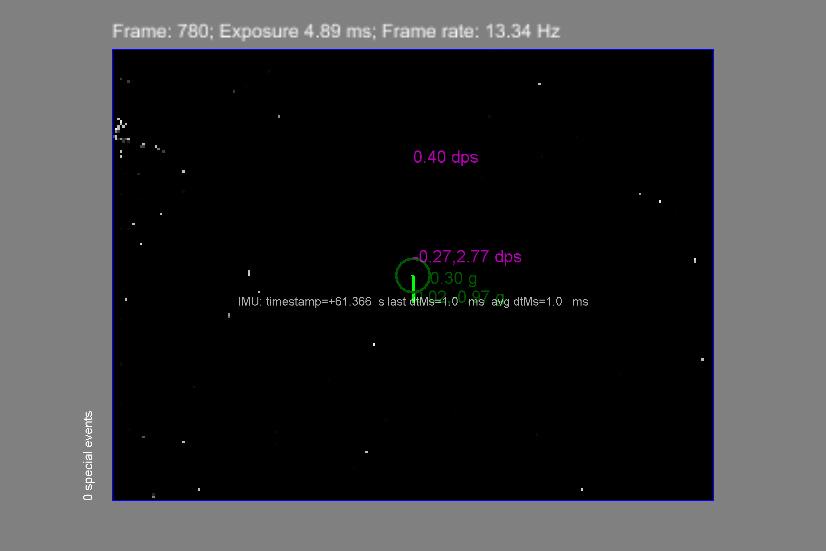 Frame: 780; Exposure 4.89 ms; Frame rate: 13.34 Hz
0.40 dps
-0.27,2.77 dps
0.30 g
IMU: timestamp=+61.366 s last dtMs=1.0 ms avg dtMs=1.0 ms
0 special events